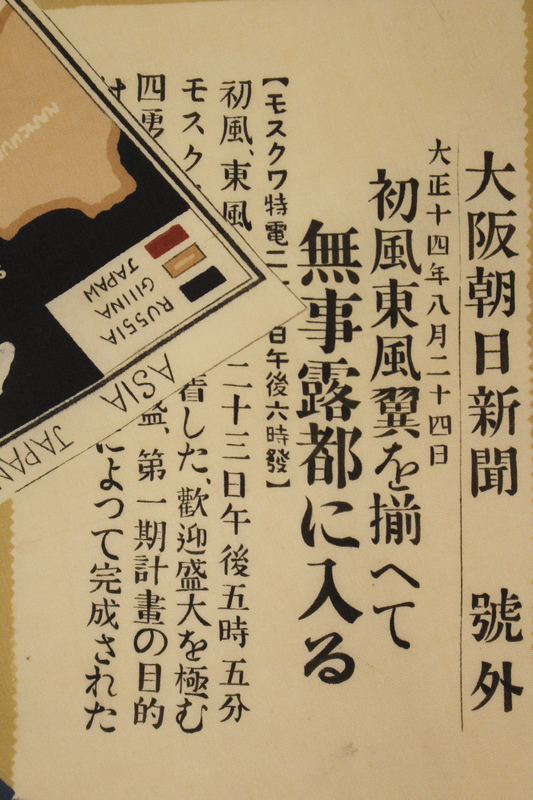 大阪朝日新聞 號外
大正十四年八月二十四日
初風東風翼を揃へて
無事露都に入る
【モスクワ特電二 日午後六時發】
初風、東風 二十三日午後五時五分
モスク 着した、歡迎盛大を極む
四勇 盛、第一期計畫の目的
は によつて完成された
RUSSIA
GIINA
JAPAW
ASIA
JAPAN